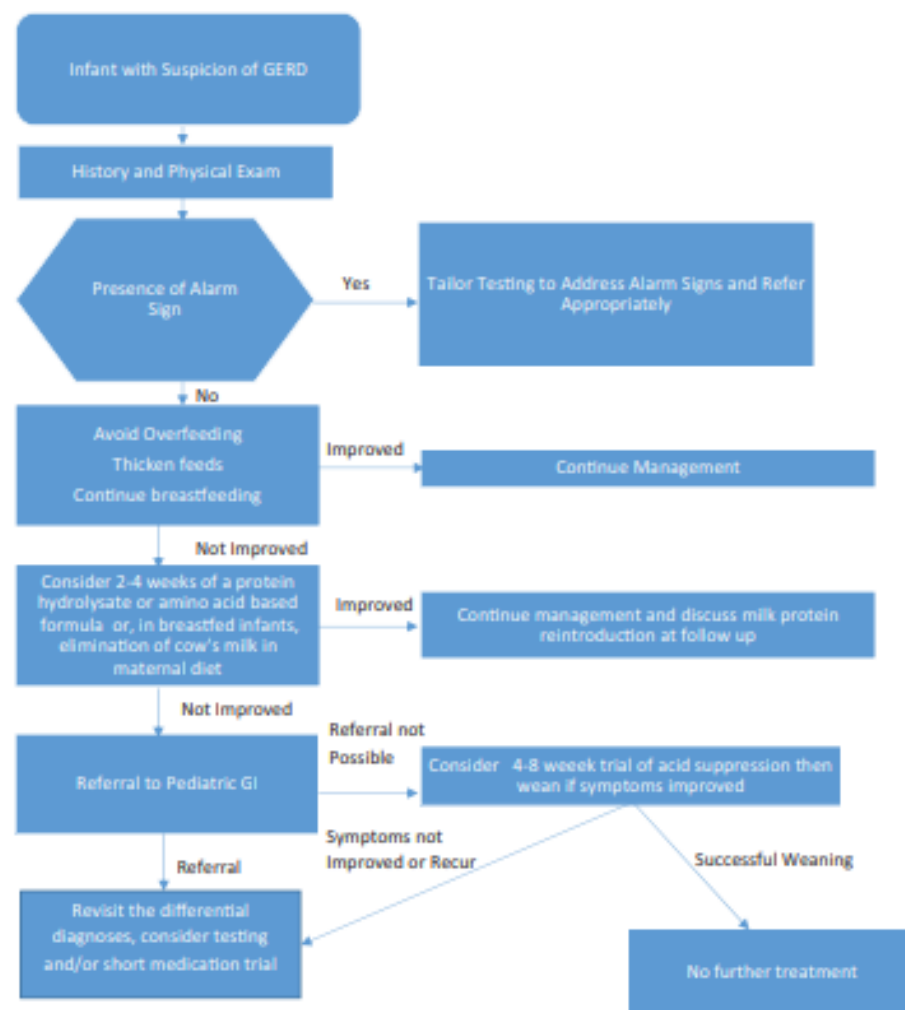 Infant with Suspicion of GERD
History and Physical Exam
Presence of Alarm
Sign
Yes
Tailor Testing to Address Alarm Signs and Refer
Appropriately
No
Avoid Overfeeding
Thicken feeds
Continue breastfeeding
Improved
Continue Management
Not Improved
Consider 2-4 weeks of a protein
hydrolysate or amino acid based
formula or, in breastfed infants,
elimination of cow's milk in
maternal diet
Improved
Continue management and discuss milk protein
reintroduction at follow up
Not Improved
Referral to Pediatric GI
Referral not
Possible
Consider 4-8 weeek trial of acid suppression then
wean if symptoms improved
Symptoms not
Improved or Recur
Successful Weaning
Referral
Revisit the differential
diagnoses, consider testing
and/or short medication trial
No further treatment